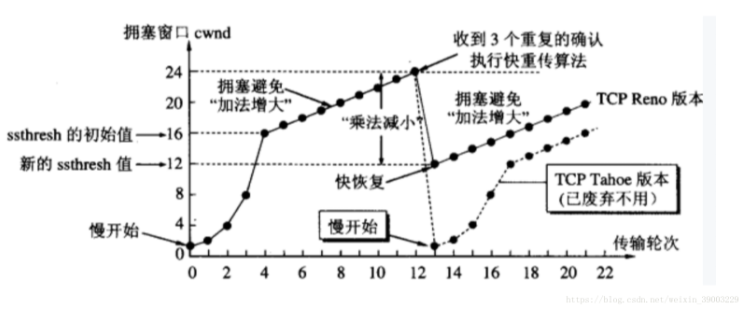 拥塞窗口 cwnd
收到 3 个重复的确认
执行快重传算法
24
20
16
12
8
4
0
ssthresh 的初始值
新的 ssthresh 值
慢开始
拥塞避免
“加法增大”
“乘法减小”
拥塞避免
“加法增大”
TCP Reno 版本
快恢复
慢开始
TCP Tahoe 版本
(已废弃不用)
传输轮次
0 2 4 6 8 10 12 14 16 18 20 22